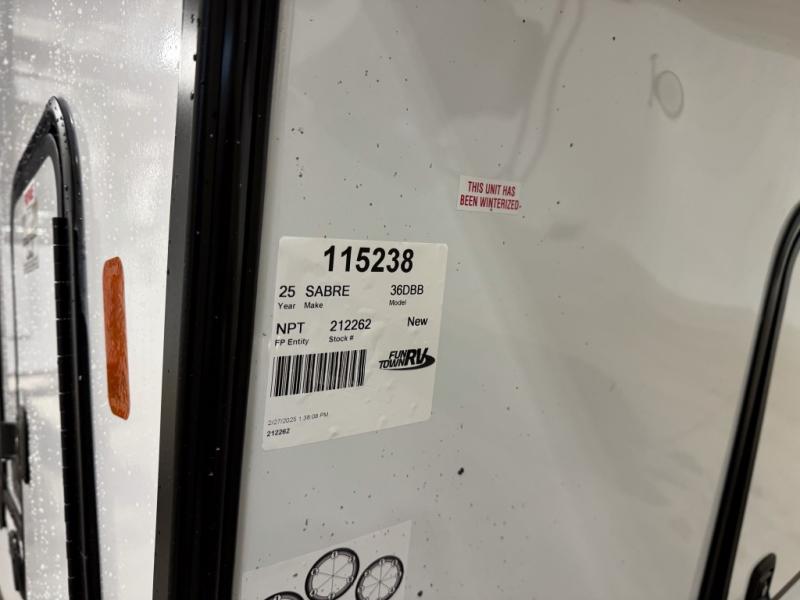 THIS UNIT HAS
BEEN WINTERIZED
115238
25 SABRE 36DBB
Year Make Model
NPT 212262 New
FP Entity Stock #
FUN
TOWN RV
2/27/2025 1:38:08 PM
212262